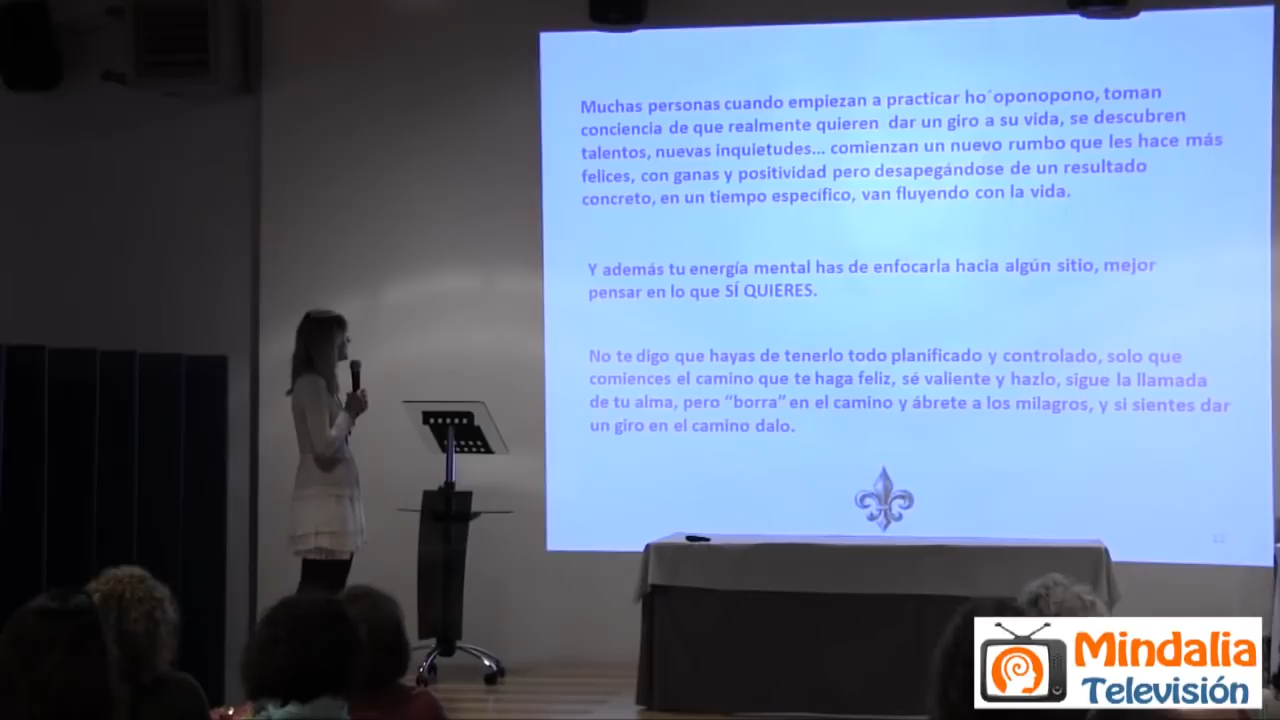 Muchas personas cuando empiezan a practicar ho´oponopono, toman
conciencia de que realmente quieren dar un giro a su vida, se descubren
talentos, nuevas inquietudes... comienzan un nuevo rumbo que les hace más
felices, con ganas y positividad pero desapegándose de un resultado
concreto, en un tiempo específico, van fluyendo con la vida.
Y además tu energía mental has de enfocarla hacia algún sitio, mejor
pensar en lo que SÍ QUIERES.
No te digo que hayas de tenerlo todo planificado y controlado, solo que
comiences el camino que te haga feliz, sé valiente y hazlo, sigue la llamada
de tu alma, pero “borra” en el camino y ábrete a los milagros, y si sientes dar
un giro en el camino dalo.
Mindalia
Televisión